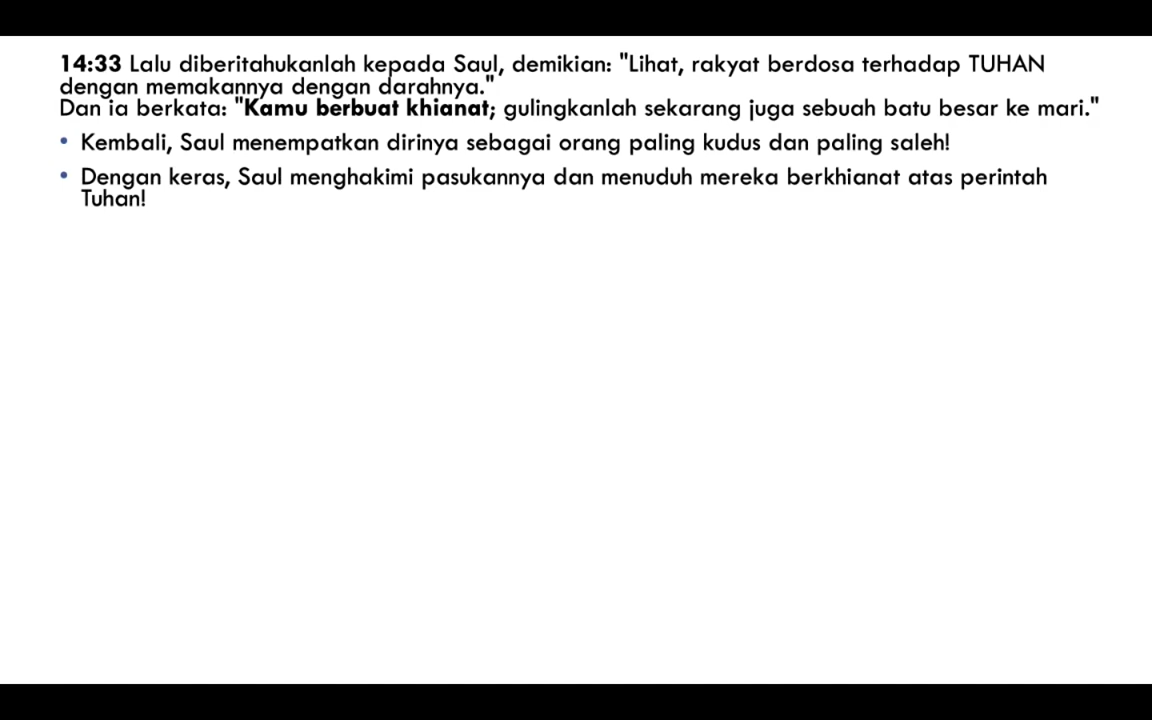 14:33 Lalu diberitahukanlah kepada Saul, demikian: "Lihat, rakyat berdosa terhadap TUHAN
dengan memakannya dengan darahnya."
Dan ia berkata: "Kamu berbuat khianat; gulingkanlah sekarang juga sebuah batu besar ke mari."
• Kembali, Saul menempatkan dirinya sebagai orang paling kudus dan paling saleh!
• Dengan keras, Saul menghakimi pasukannya dan menuduh mereka berkhianat atas perintah
Tuhan!